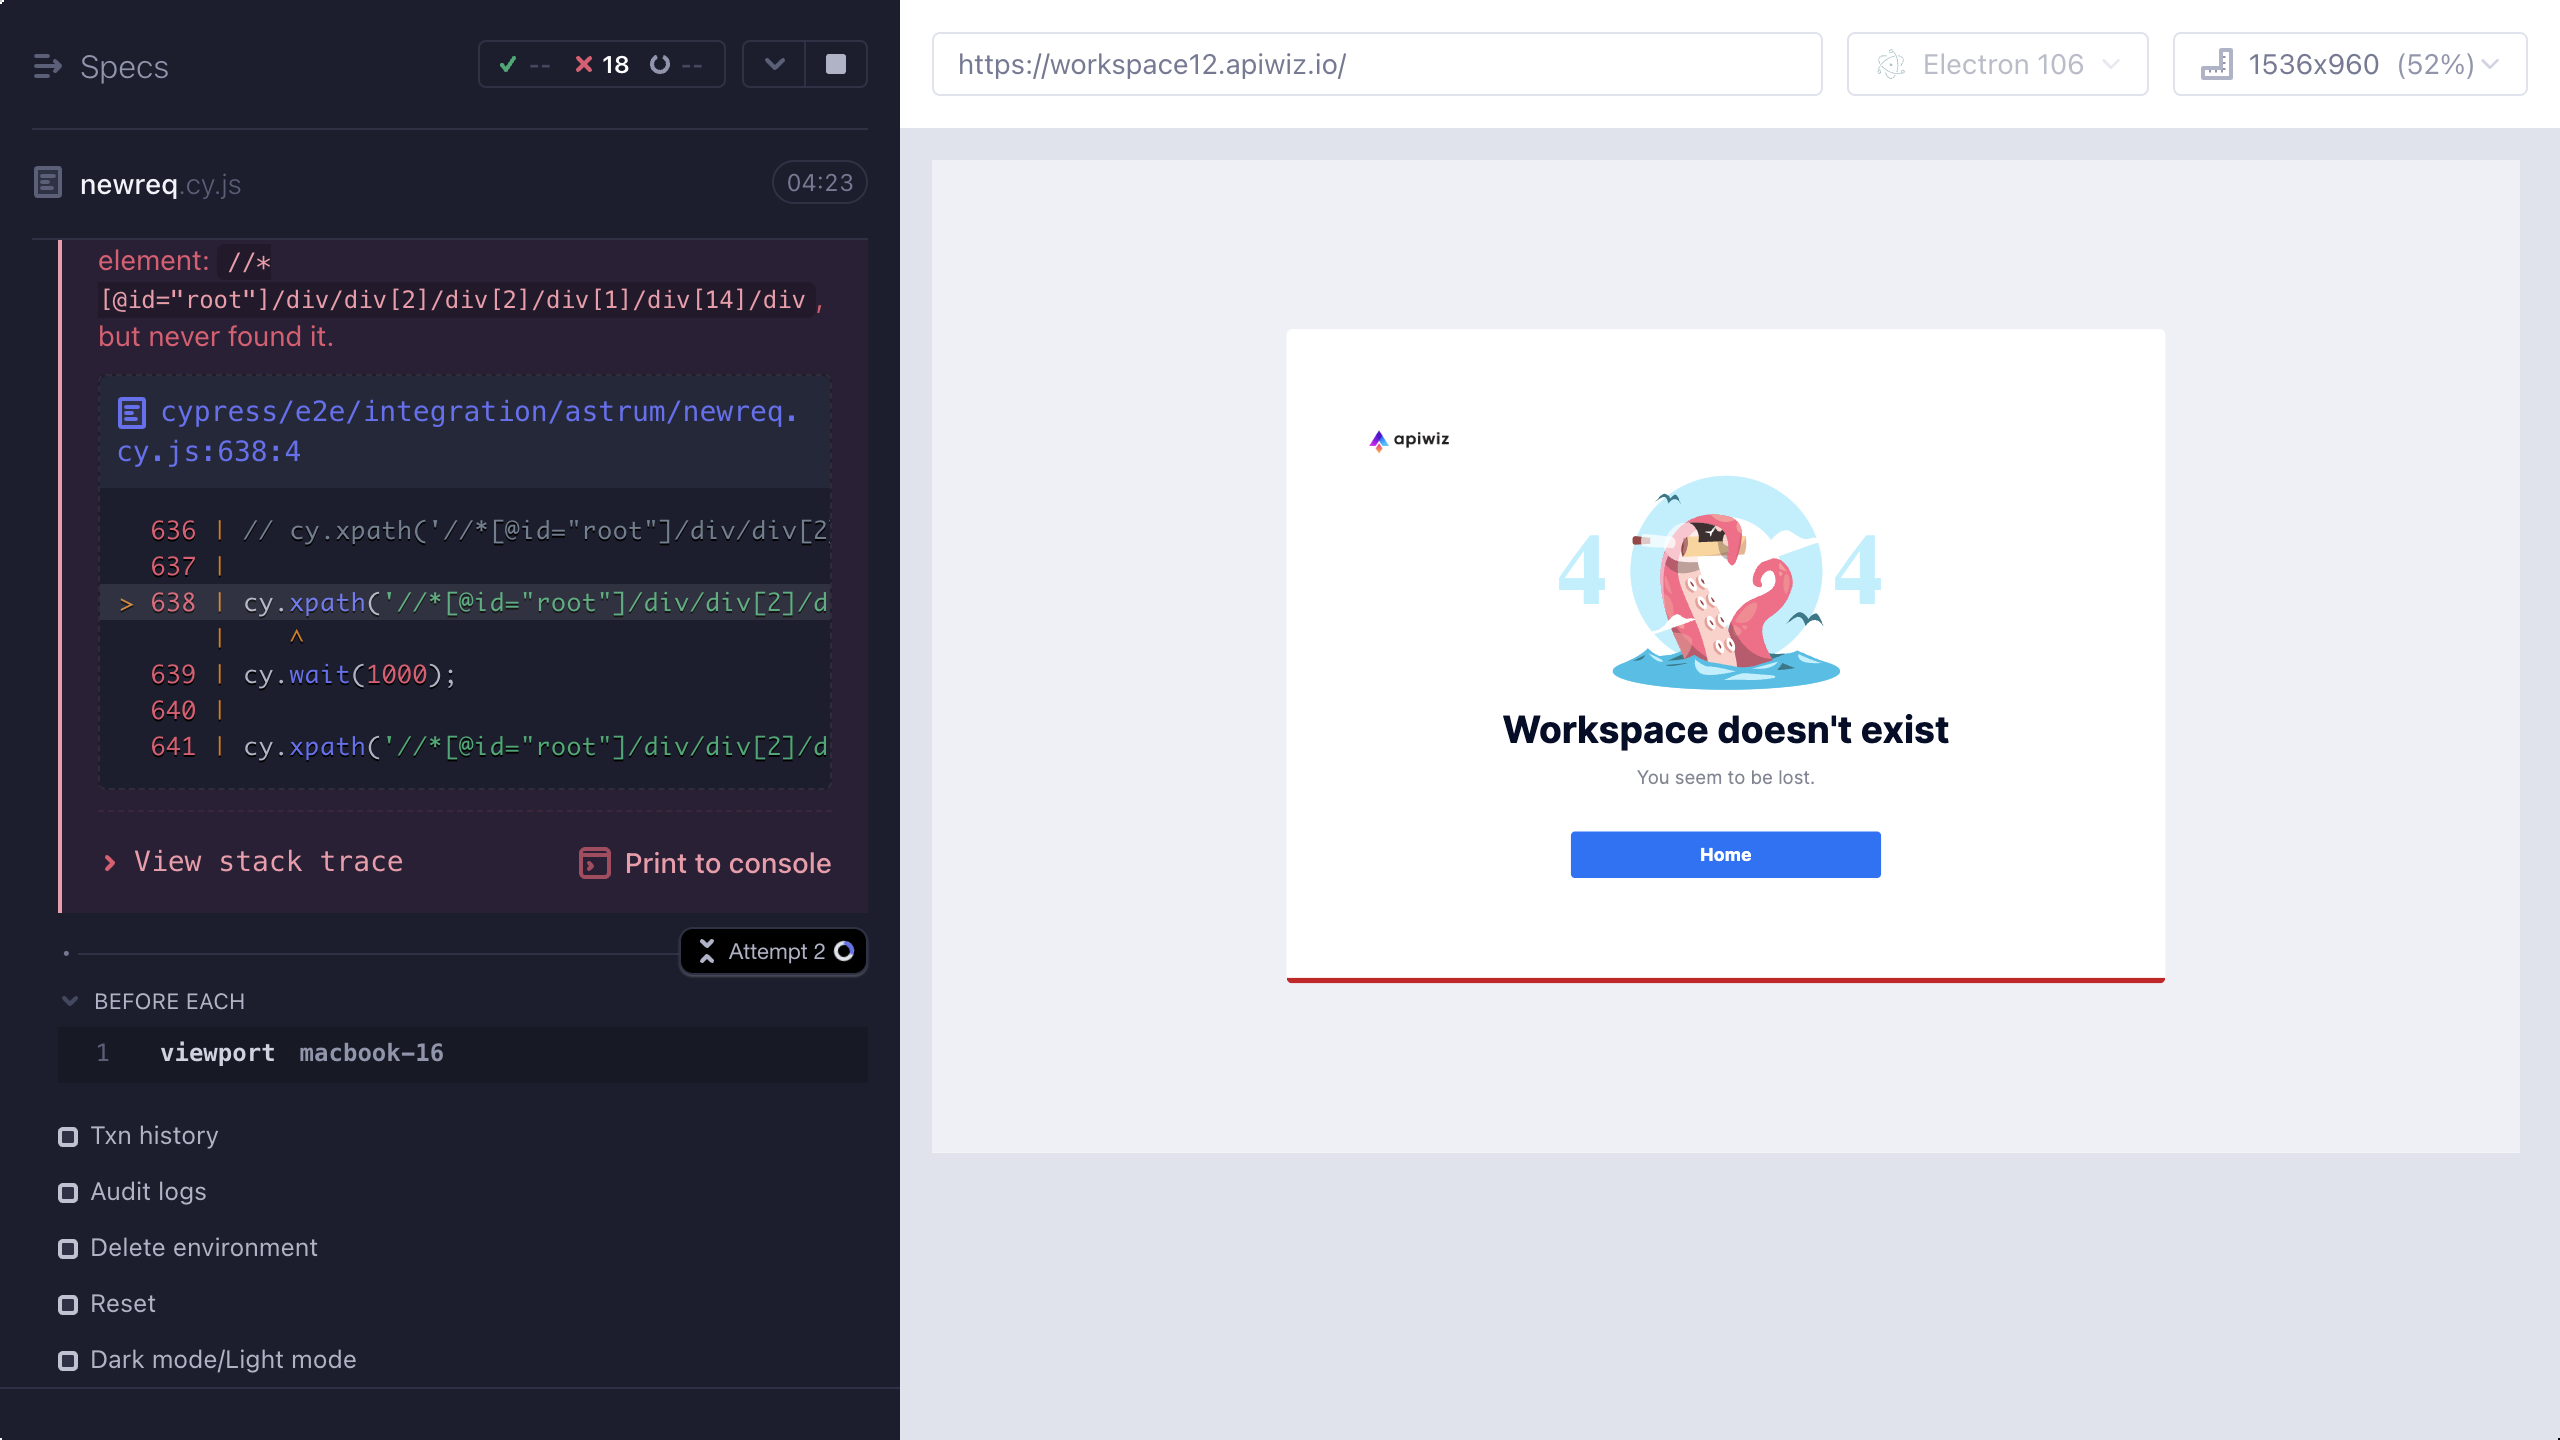 Specs
-- 18 --
newreq.cy.js
04:23
element: //*
[@id="root"]/div/div[2]/div[2]/div[1]/div[14]/div ,
but never found it.
cypress/e2e/integration/astrum/newreq.
cy.js:638:4
636 | // cy.xpath('//*[@id="root"]/div/div[2]
637 |
> 638 | cy.xpath('//*[@id="root"]/div/div[2]/d
| ^
639 | cy.wait(1000);
640 |
641 | cy.xpath('//*[@id="root"]/div/div[2]/d
View stack trace
Print to console
Attempt 2
BEFORE EACH
1 viewport macbook-16
Txn history
Audit logs
Delete environment
Reset
Dark mode/Light mode
https://workspace12.apiwiz.io/
Electron 106
1536x960 (52%)
apiwiz
4 4
Workspace doesn't exist
You seem to be lost.
Home